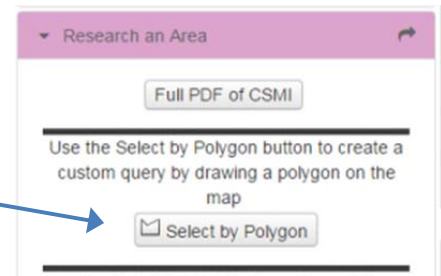 Research an Area
Full PDF of CSMI
Use the Select by Polygon button to create a
custom query by drawing a polygon on the
map
Select by Polygon